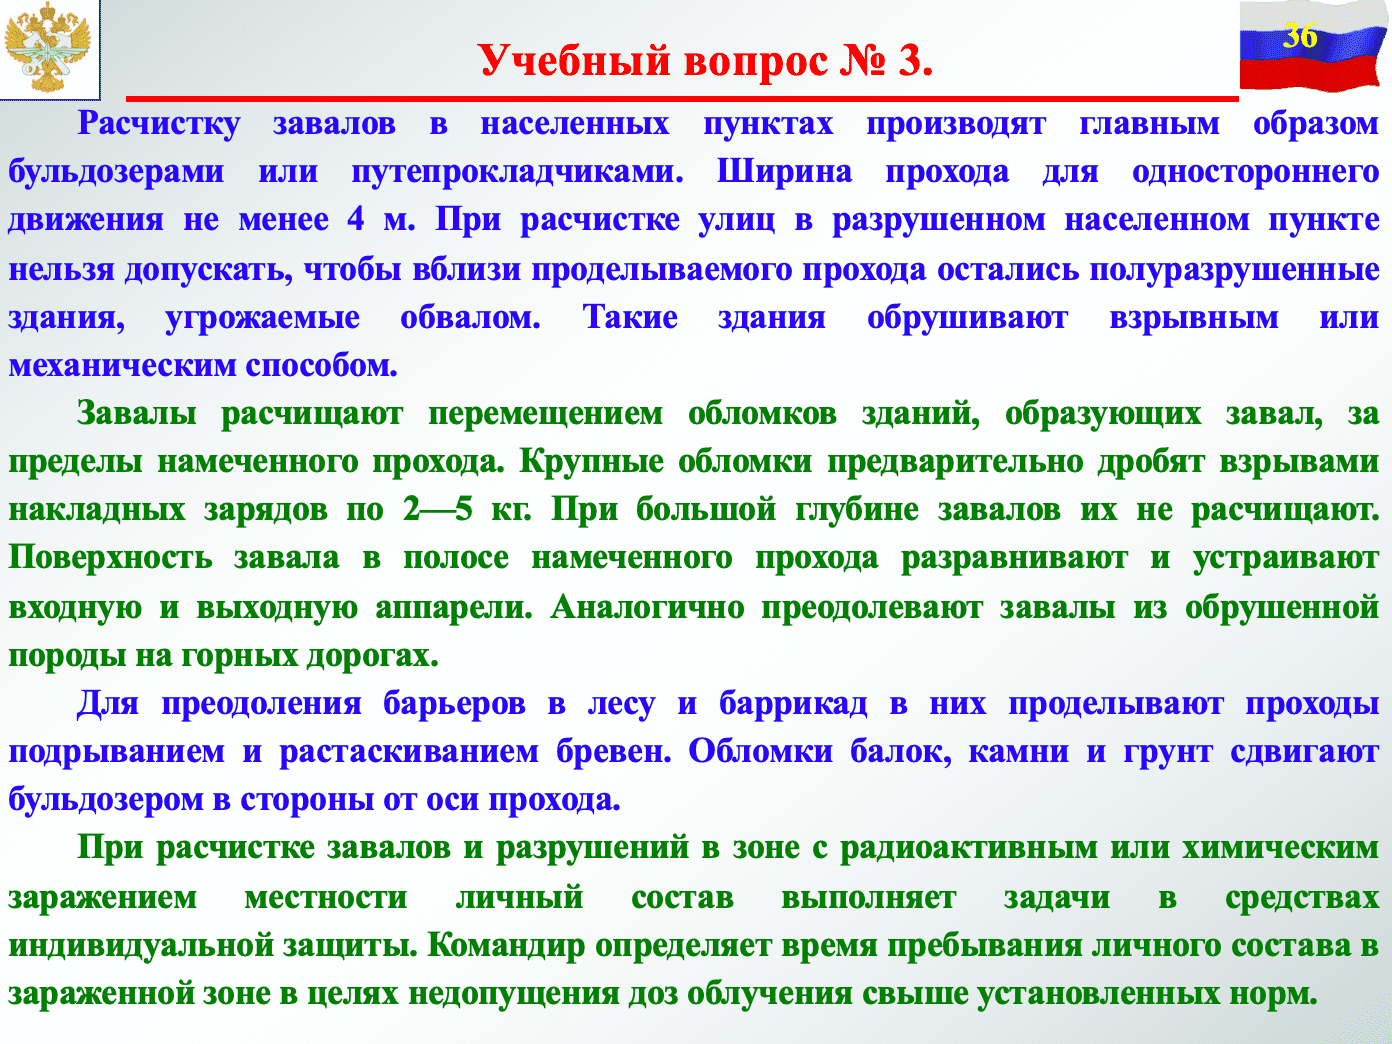 Учебный вопрос № 3.
36
Расчистку завалов в населенных пунктах производят главным образом
бульдозерами или путепрокладчиками. Ширина прохода для одностороннего
движения не менее 4 м. При расчистке улиц в разрушенном населенном пункте
нельзя допускать, чтобы вблизи проделываемого прохода остались полуразрушенные
здания, угрожаемые обвалом. Такие здания обрушивают взрывным или
механическим способом.
Завалы расчищают перемещением обломков зданий, образующих завал, за
пределы намеченного прохода. Крупные обломки предварительно дробят взрывами
накладных зарядов по 2—5 кг. При большой глубине завалов их не расчищают.
Поверхность завала в полосе намеченного прохода разравнивают и устраивают
входную и выходную аппарели. Аналогично преодолевают завалы из обрушенной
породы на горных дорогах.
Для преодоления барьеров в лесу и баррикад в них проделывают проходы
подрыванием и растаскиванием бревен. Обломки балок, камни и грунт сдвигают
бульдозером в стороны от оси прохода.
При расчистке завалов и разрушений в зоне с радиоактивным или химическим
заражением местности личный состав выполняет задачи в средствах
индивидуальной защиты. Командир определяет время пребывания личного состава в
зараженной зоне в целях недопущения доз облучения свыше установленных норм.